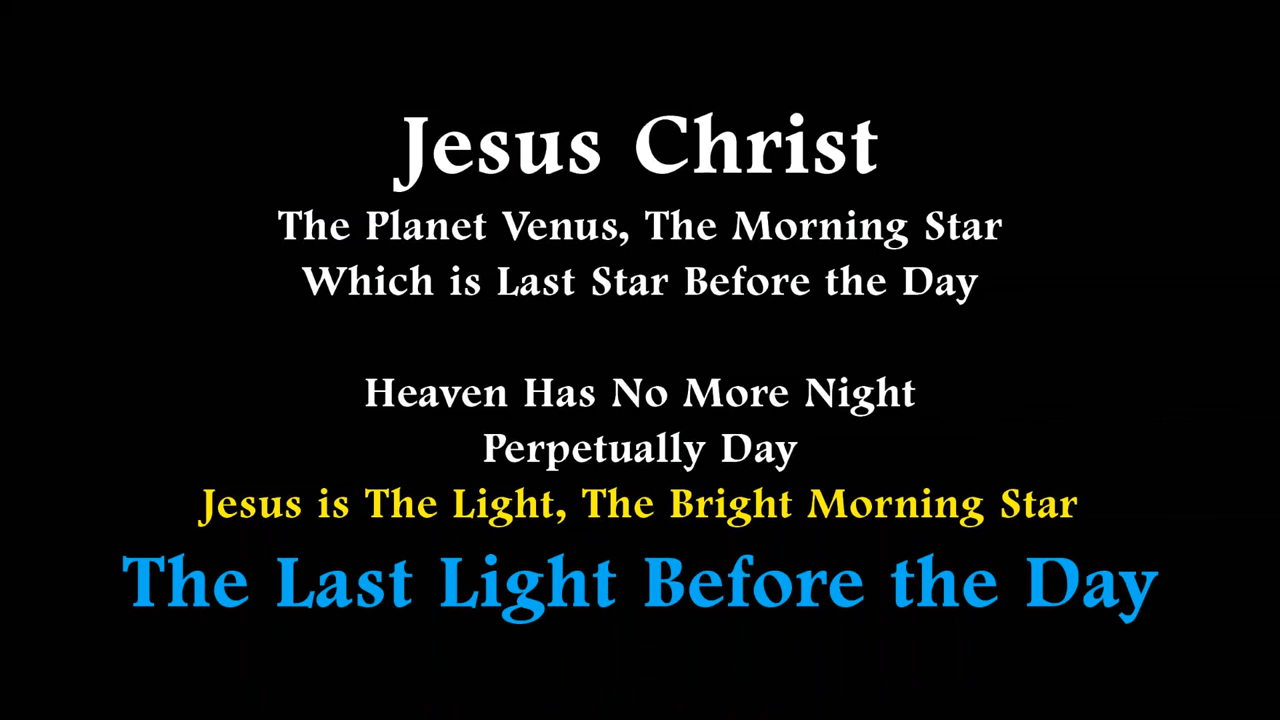 Jesus Christ
The Planet Venus, The Morning Star
Which is Last Star Before the Day
Heaven Has No More Night
Perpetually Day
Jesus is The Light, The Bright Morning Star
The Last Light Before the Day